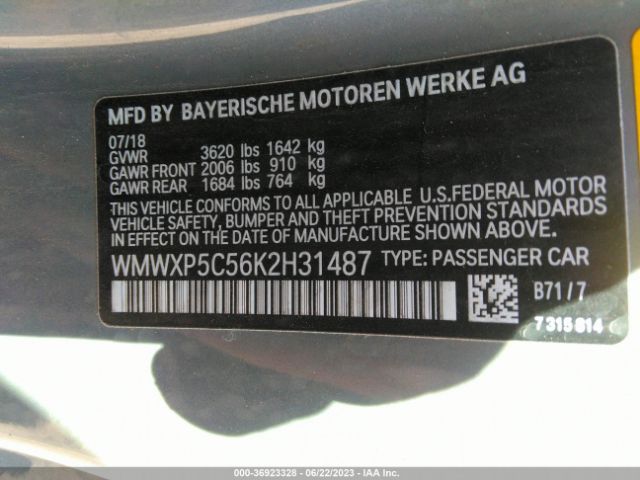 MFD BY BAYERISCHE MOTOREN WERKE AG
07/18
GVWR 3620 lbs 1642 kg
GAWR FRONT 2006 lbs 910 kg
GAWR REAR 1684 lbs 764 kg
THIS VEHICLE CONFORMS TO ALL APPLICABLE U.S.FEDERAL MOTOR
VEHICLE SAFETY, BUMPER AND THEFT PREVENTION STANDARDS
IN EFFECT ON THE DATE OF MANUFACTURE SHOWN ABOVE.
WMWXP5C56K2H31487 TYPE: PASSENGER CAR
B71/7
7315814
000-36923328 - 06/22/2023 - IAA Inc.